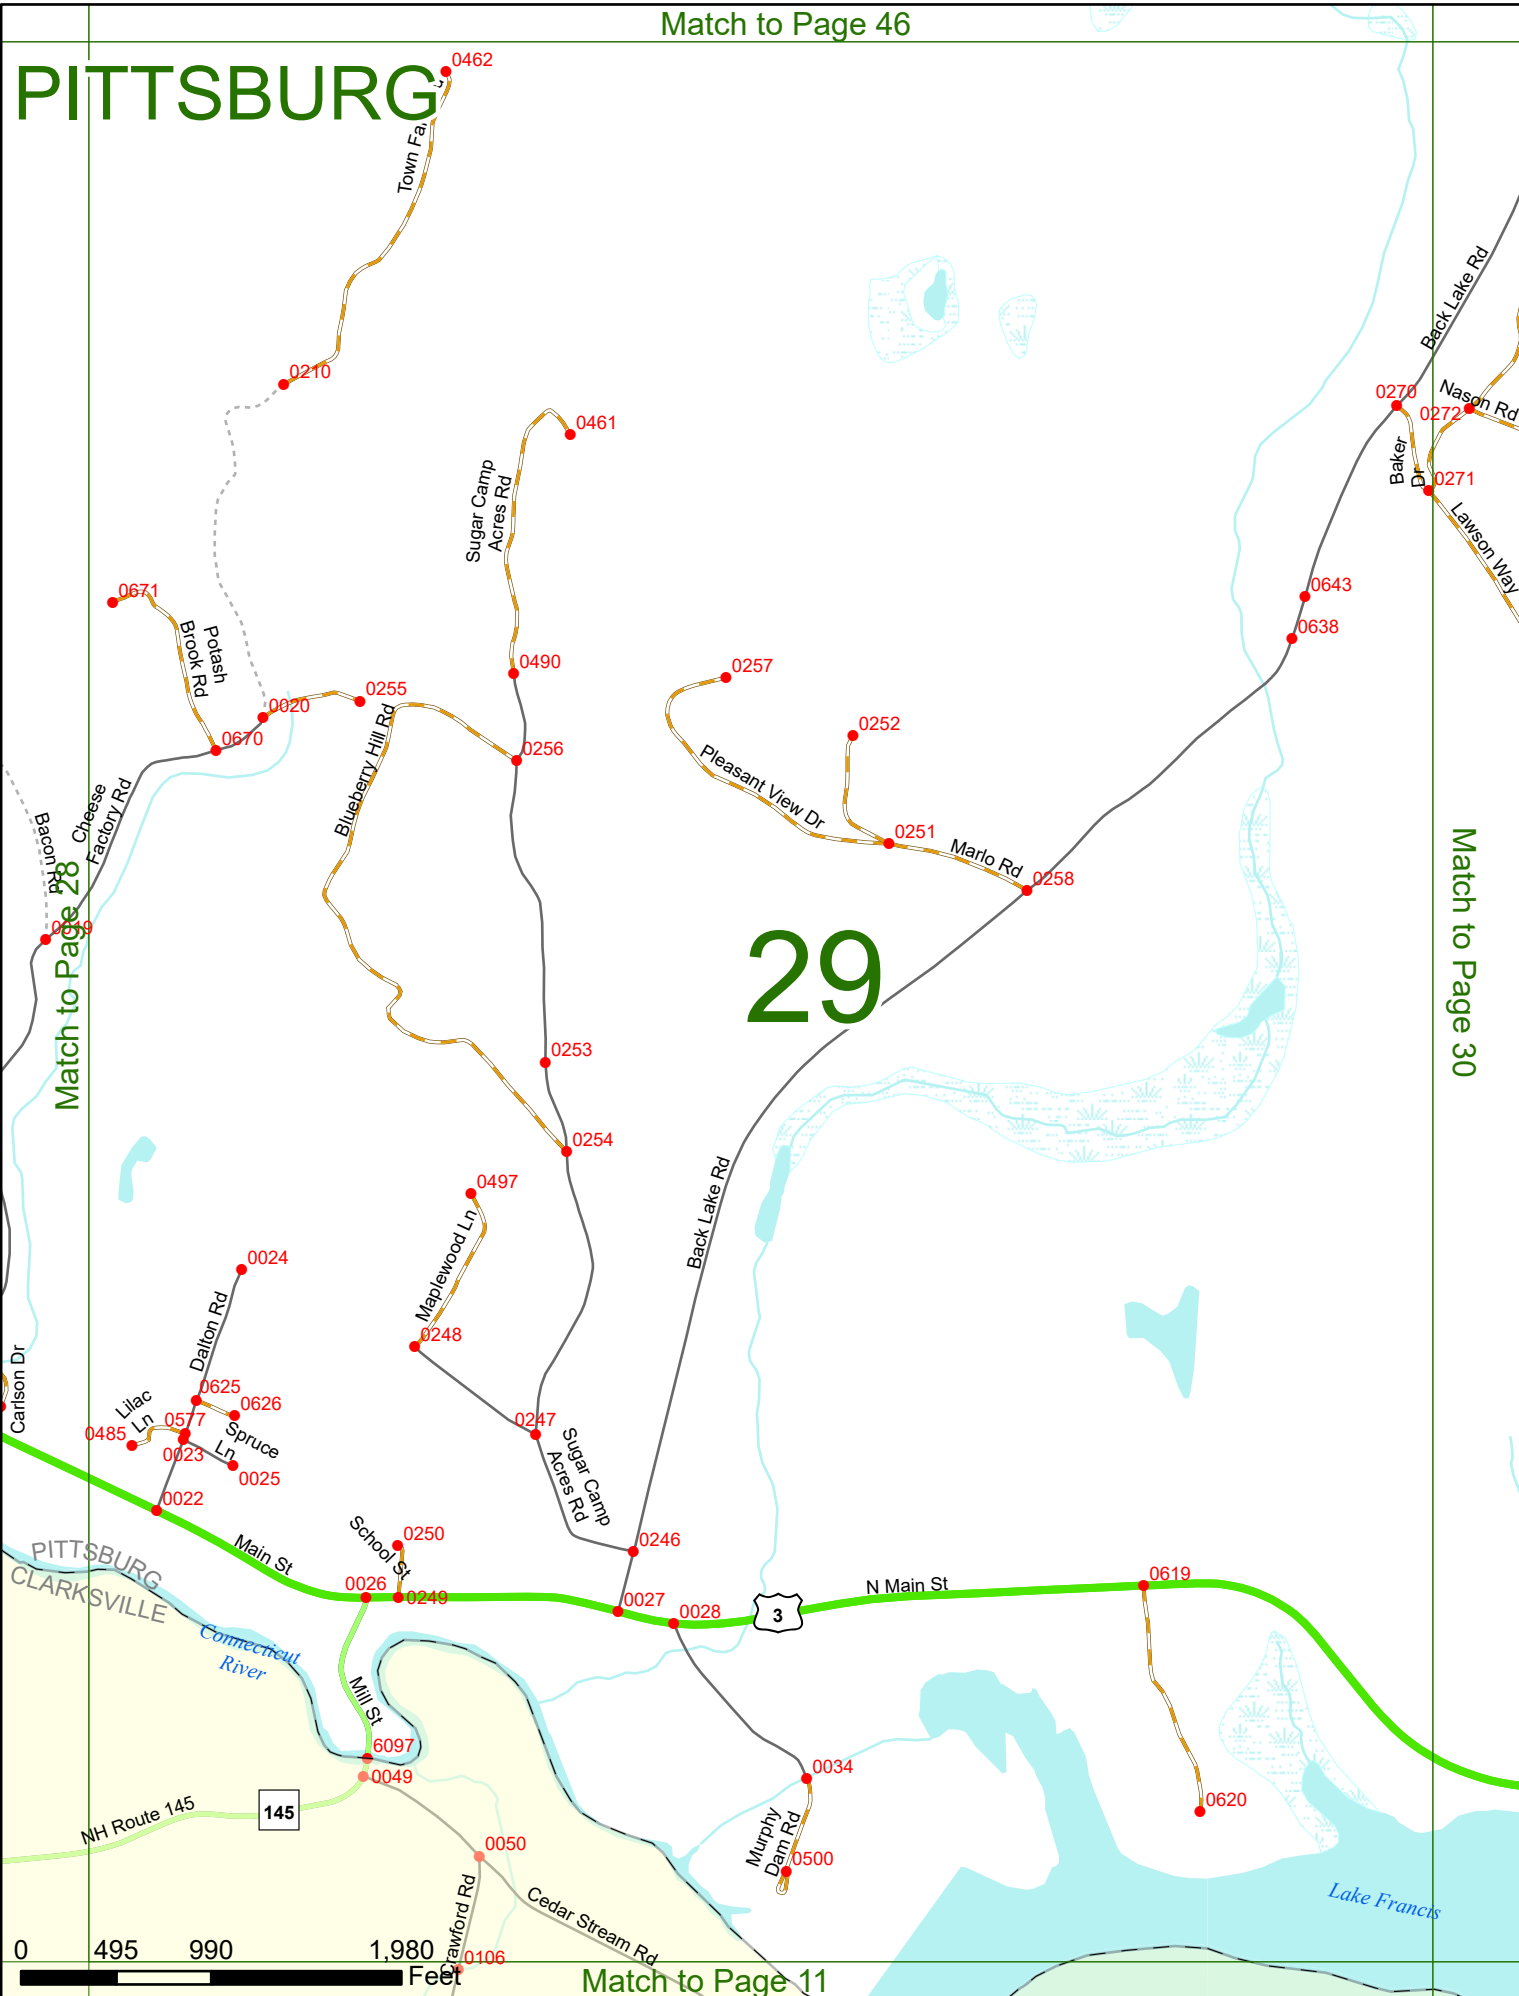 Match to Page 46
PITTSBURG
0462
Town Fa
0210
Back Lake Rd
0270
Nason Rd
0272
0461
Baker
Dr
0271
Sugar Camp
Acres Rd
Lawson Way
0671
0643
0638
Potash
Brook Rd
0490
0257
0255
0020
0252
0670
0256
Blueberry Hill Rd
Pleasant View Dr
Cheese
Factory Rd
Bacon Rd
0251
Marlo Rd
0258
Match to Page 28
0019
29
Match to Page 30
0253
0254
0497
Back Lake Rd
Maplewood Ln
0024
Dalton Rd
0248
Carlson Dr
0625
0626
Lilac
Ln
0577
0485
0023
Spruce
Ln
0025
0247
Sugar Camp
Acres Rd
0022
Main St
School St
0250
0246
PITTSBURG
CLARKSVILLE
0026
0249
0027
0028
3
N Main St
0619
Connecticut
River
Mill St
6097
0049
0034
145
NH Route 145
0620
Murphy
Dam Rd
0050
0500
Crawford Rd
Cedar Stream Rd
Lake Francis
0 495 990 1,980
Feet
0106
Match to Page 11